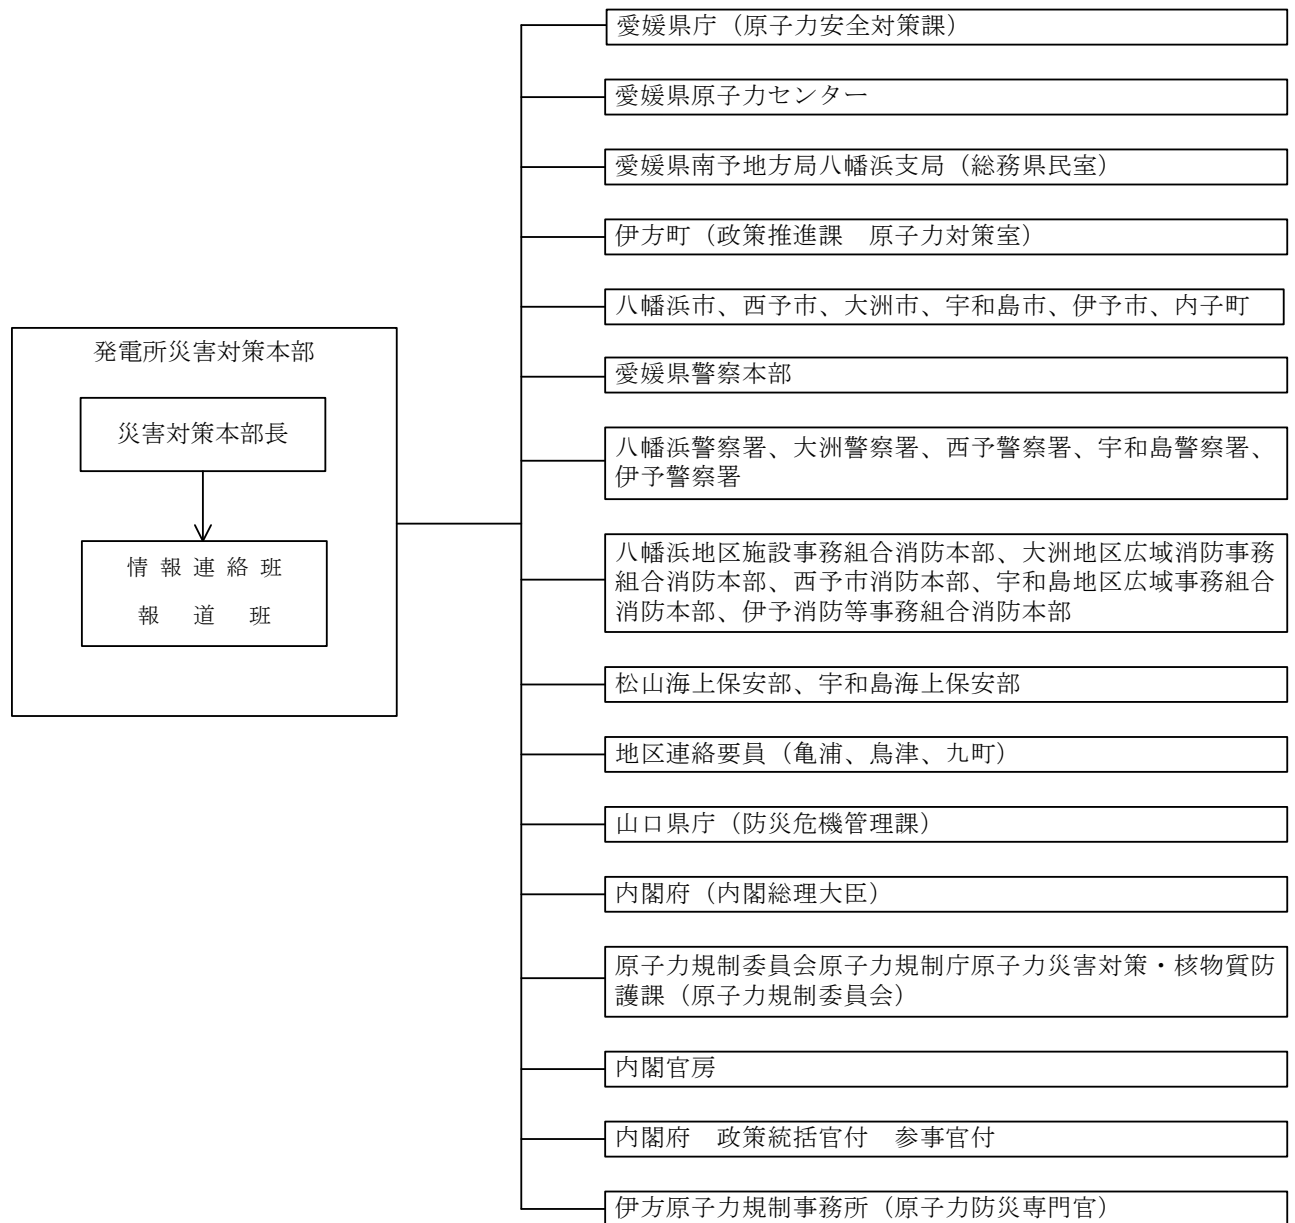 発電所災害対策本部
災害対策本部長
情報連絡班
報道班
愛媛県庁（原子力安全対策課）
愛媛県原子力センター
愛媛県南予地方局八幡浜支局（総務県民室）
伊方町（政策推進課　原子力対策室）
八幡浜市、西予市、大洲市、宇和島市、伊予市、内子町
愛媛県警察本部
八幡浜警察署、大洲警察署、西予警察署、宇和島警察署、
伊予警察署
八幡浜地区施設事務組合消防本部、大洲地区広域消防事務
組合消防本部、西予市消防本部、宇和島地区広域事務組合
消防本部、伊予消防等事務組合消防本部
松山海上保安部、宇和島海上保安部
地区連絡要員（亀浦、鳥津、九町）
山口県庁（防災危機管理課）
内閣府（内閣総理大臣）
原子力規制委員会原子力規制庁原子力災害対策・核物質防
護課（原子力規制委員会）
内閣官房
内閣府　政策統括官付　参事官付
伊方原子力規制事務所（原子力防災専門官）